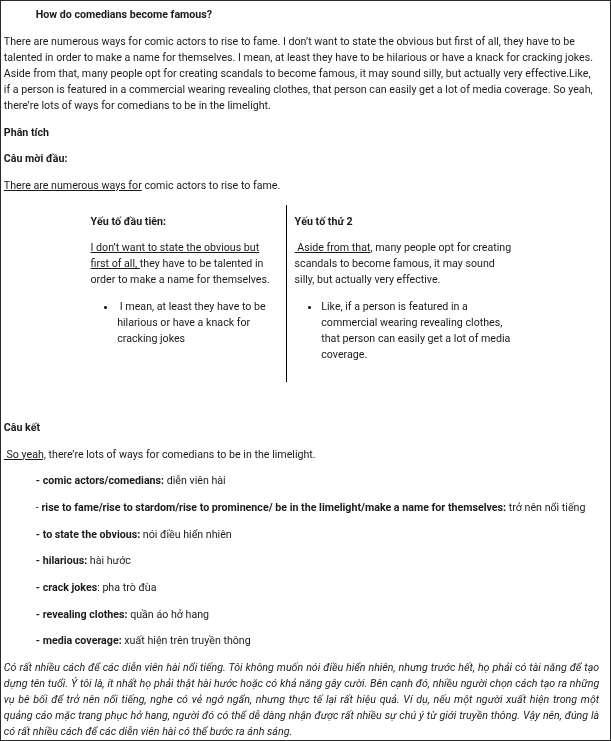 How do comedians become famous?
There are numerous ways for comic actors to rise to fame. I don't want to state the obvious but first of all, they have to be
talented in order to make a name for themselves. I mean, at least they have to be hilarious or have a knack for cracking jokes.
Aside from that, many people opt for creating scandals to become famous, it may sound silly, but actually very effective.Like,
if a person is featured in a commercial wearing revealing clothes, that person can easily get a lot of media coverage. So yeah,
there're lots of ways for comedians to be in the limelight.
Phân tích
Câu mời đầu:
There are numerous ways for comic actors to rise to fame.
Yếu tố đầu tiên:
I don't want to state the obvious but
first of all, they have to be talented in
order to make a name for themselves.
• I mean, at least they have to be
hilarious or have a knack for
cracking jokes
Yếu tố thứ 2
Aside from that, many people opt for creating
scandals to become famous, it may sound
silly, but actually very effective.
• Like, if a person is featured in a
commercial wearing revealing clothes,
that person can easily get a lot of media
coverage.
Câu kết
So yeah, there're lots of ways for comedians to be in the limelight.
- comic actors/comedians: diễn viên hài
- rise to fame/rise to stardom/rise to prominence/ be in the limelight/make a name for themselves: trở nên nổi tiếng
- to state the obvious: nói điều hiển nhiên
- hilarious: hài hước
- crack jokes: pha trò đùa
- revealing clothes: quần áo hở hang
- media coverage: xuất hiện trên truyền thông
Có rất nhiều cách để các diễn viên hài nổi tiếng. Tôi không muốn nói điều hiển nhiên, nhưng trước hết, họ phải có tài năng để tạo
dựng tên tuổi. Ý tôi là, ít nhất họ phải thật hài hước hoặc có khả năng gây cười. Bên cạnh đó, nhiều người chọn cách tạo ra những
vụ bê bối để trở nên nổi tiếng, nghe có vẻ ngớ ngẩn, nhưng thực tế lại rất hiệu quả. Ví dụ, nếu một người xuất hiện trong một
quảng cáo mặc trang phục hở hang, người đó có thể dễ dàng nhận được rất nhiều sự chú ý từ giới truyền thông. Vậy nên, đúng là
có rất nhiều cách để các diễn viên hài có thể bước ra ánh sáng.